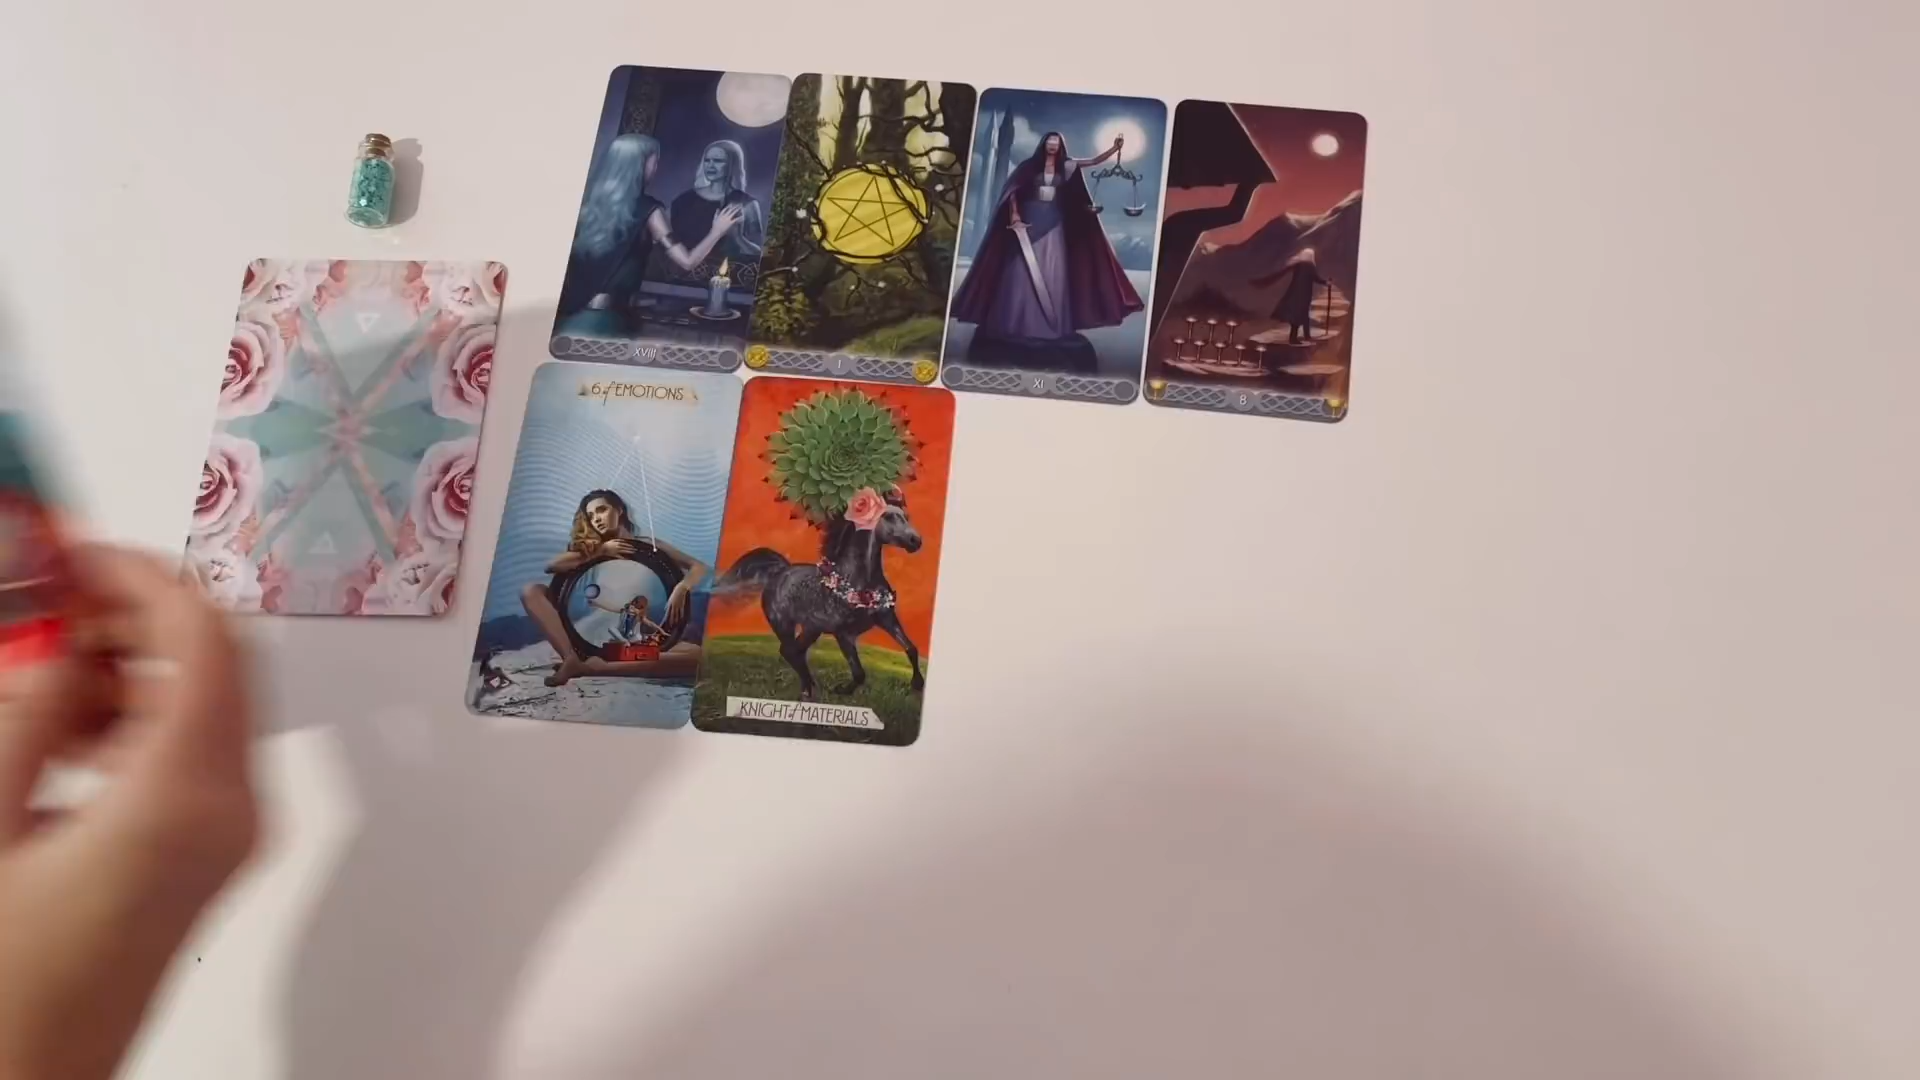 XVIII
I
XI
8
6 of EMOTIONS
KNIGHT of MATERIALS